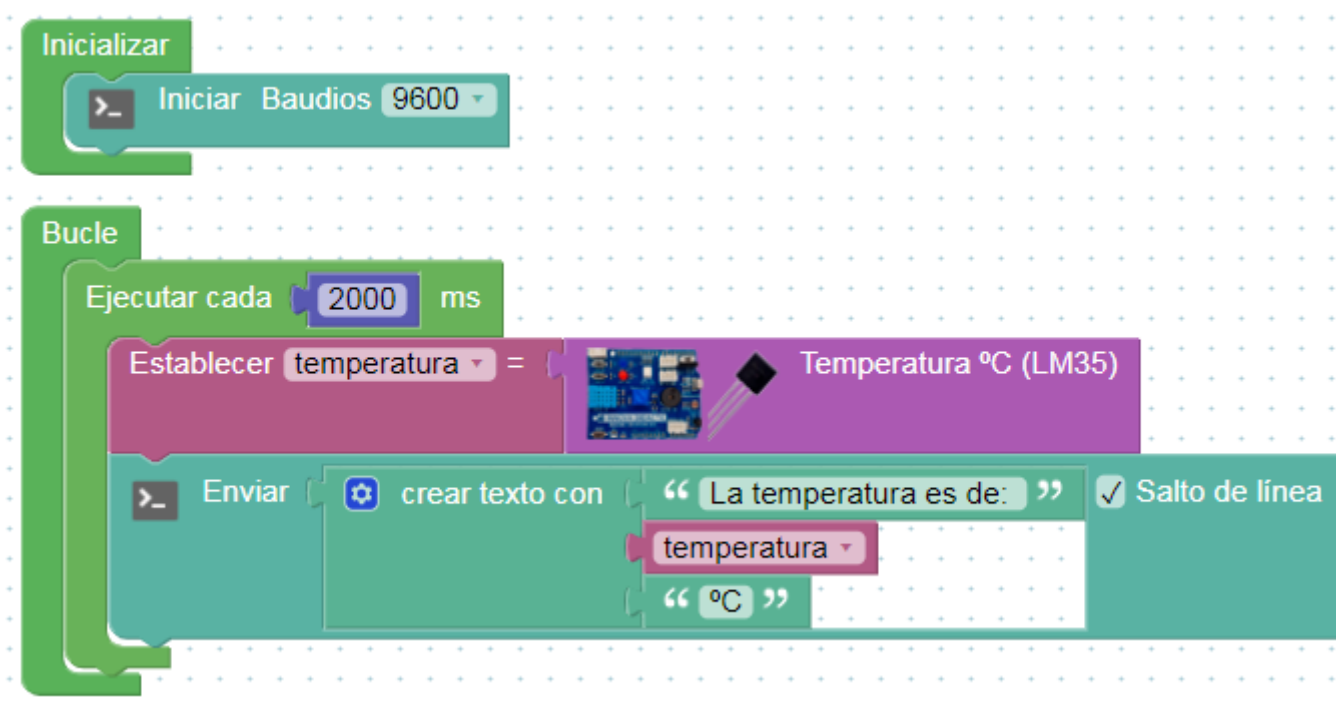 Inicializar
Iniciar Baudios 9600
Bucle
Ejecutar cada 2000 ms
Establecer temperatura = Temperatura ºC (LM35)
Enviar crear texto con “ La temperatura es de: ” Salto de línea
temperatura
“ ºC ”